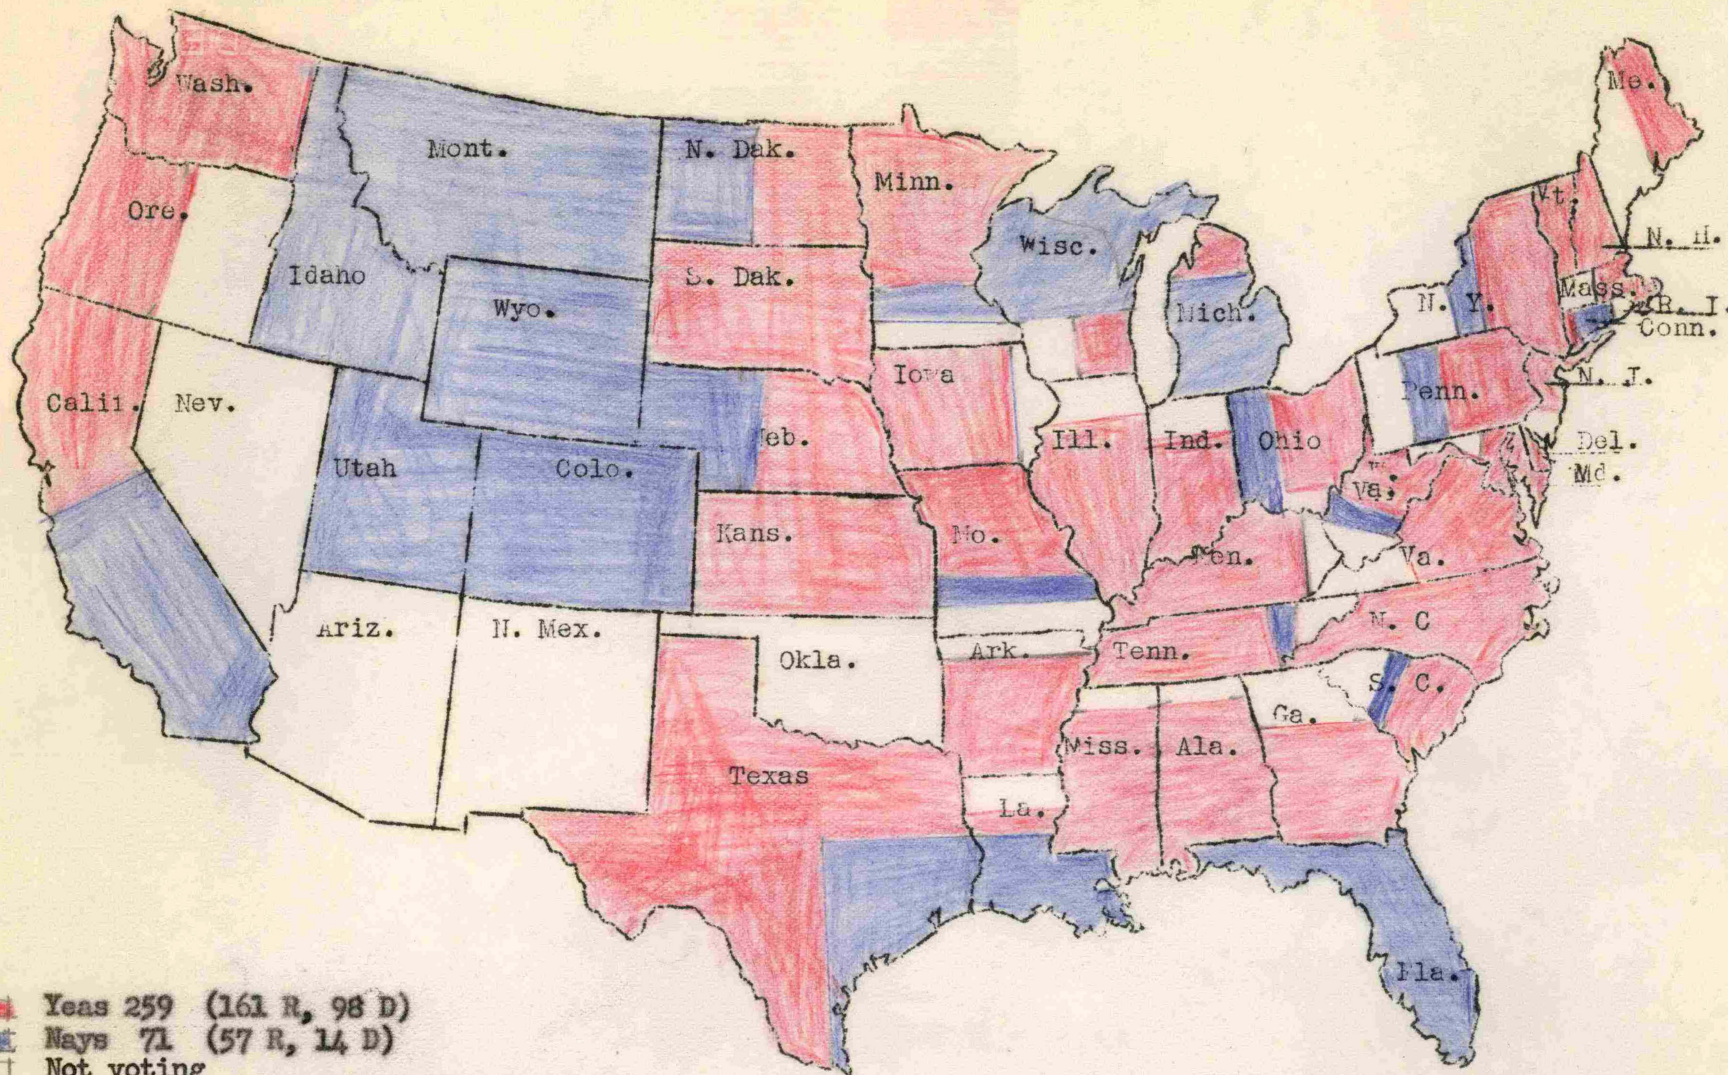 Me.
Wash.
Mont.
N. Dak.
Minn.
Ore.
Vt.
N. H.
Idaho
S. Dak.
Wisc.
Wyo.
Mich.
N. Y.
Mass.
R. I.
Conn.
Calif.
Nev.
Iowa
Penn.
N. J.
Neb.
Ill.
Ind.
Ohio
Del.
Utah
Colo.
W.
Va.
Md.
Kans.
Mo.
Ken.
Va.
Ariz.
N. Mex.
Okla.
Ark.
Tenn.
N. C
S. C.
Ga.
Miss.
Ala.
Texas
La.
Fla.
Yeas 259 (161 R, 98 D)
Nays 71 (57 R, 14 D)
Not voting